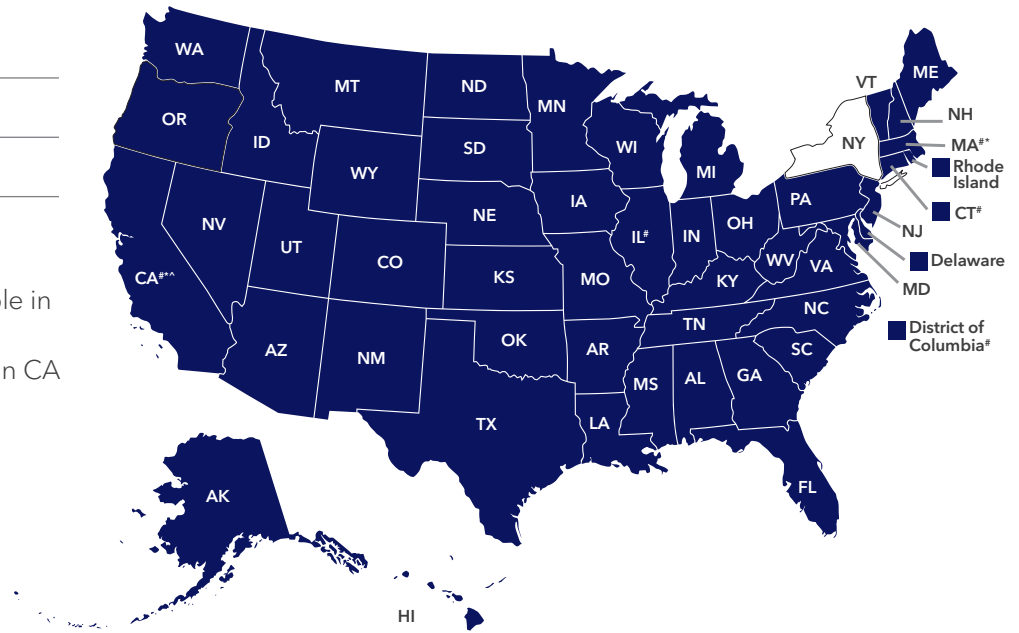 WA
MT
ND
MN
VT
ME
OR
ID
SD
WI
MI
NY
NH
MA#*
Rhode
Island
WY
IA
PA
CT#
NV
NE
IL#
IN
OH
NJ
UT
CO
KS
MO
KY
WV
VA
Delaware
CA#*^
MD
le in
TN
NC
District of
Columbia#
AZ
NM
OK
AR
SC
n CA
MS
AL
GA
TX
LA
AK
FL
HI